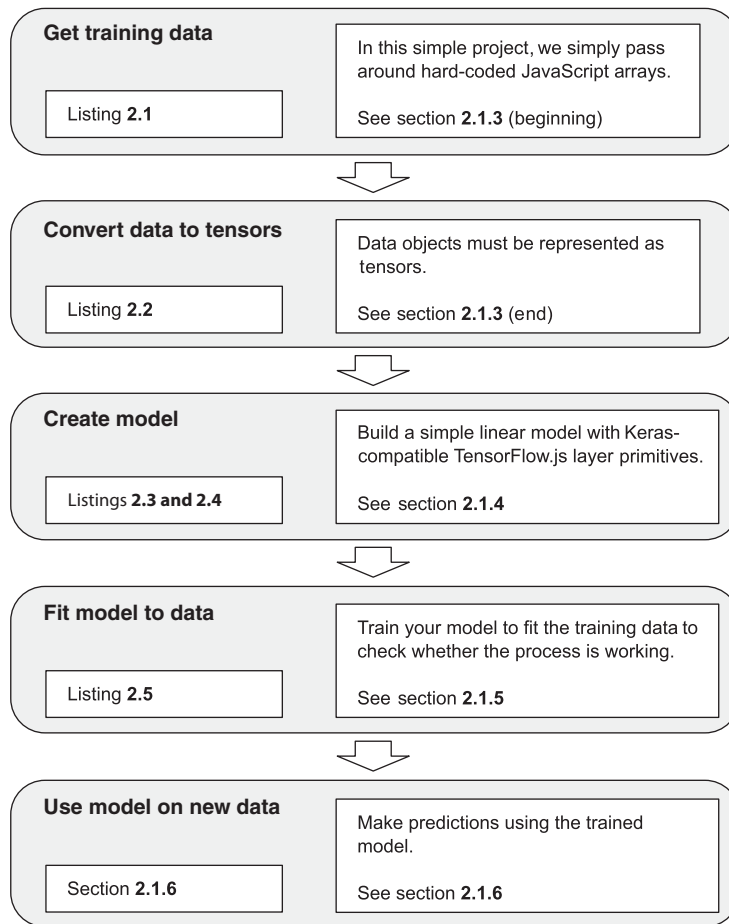 Get training data
Listing 2.1
In this simple project, we simply pass
around hard-coded JavaScript arrays.
See section 2.1.3 (beginning)
Convert data to tensors
Listing 2.2
Data objects must be represented as
tensors.
See section 2.1.3 (end)
Create model
Listings 2.3 and 2.4
Build a simple linear model with Keras-
compatible TensorFlow.js layer primitives.
See section 2.1.4
Fit model to data
Listing 2.5
Train your model to fit the training data to
check whether the process is working.
See section 2.1.5
Use model on new data
Section 2.1.6
Make predictions using the trained
model.
See section 2.1.6